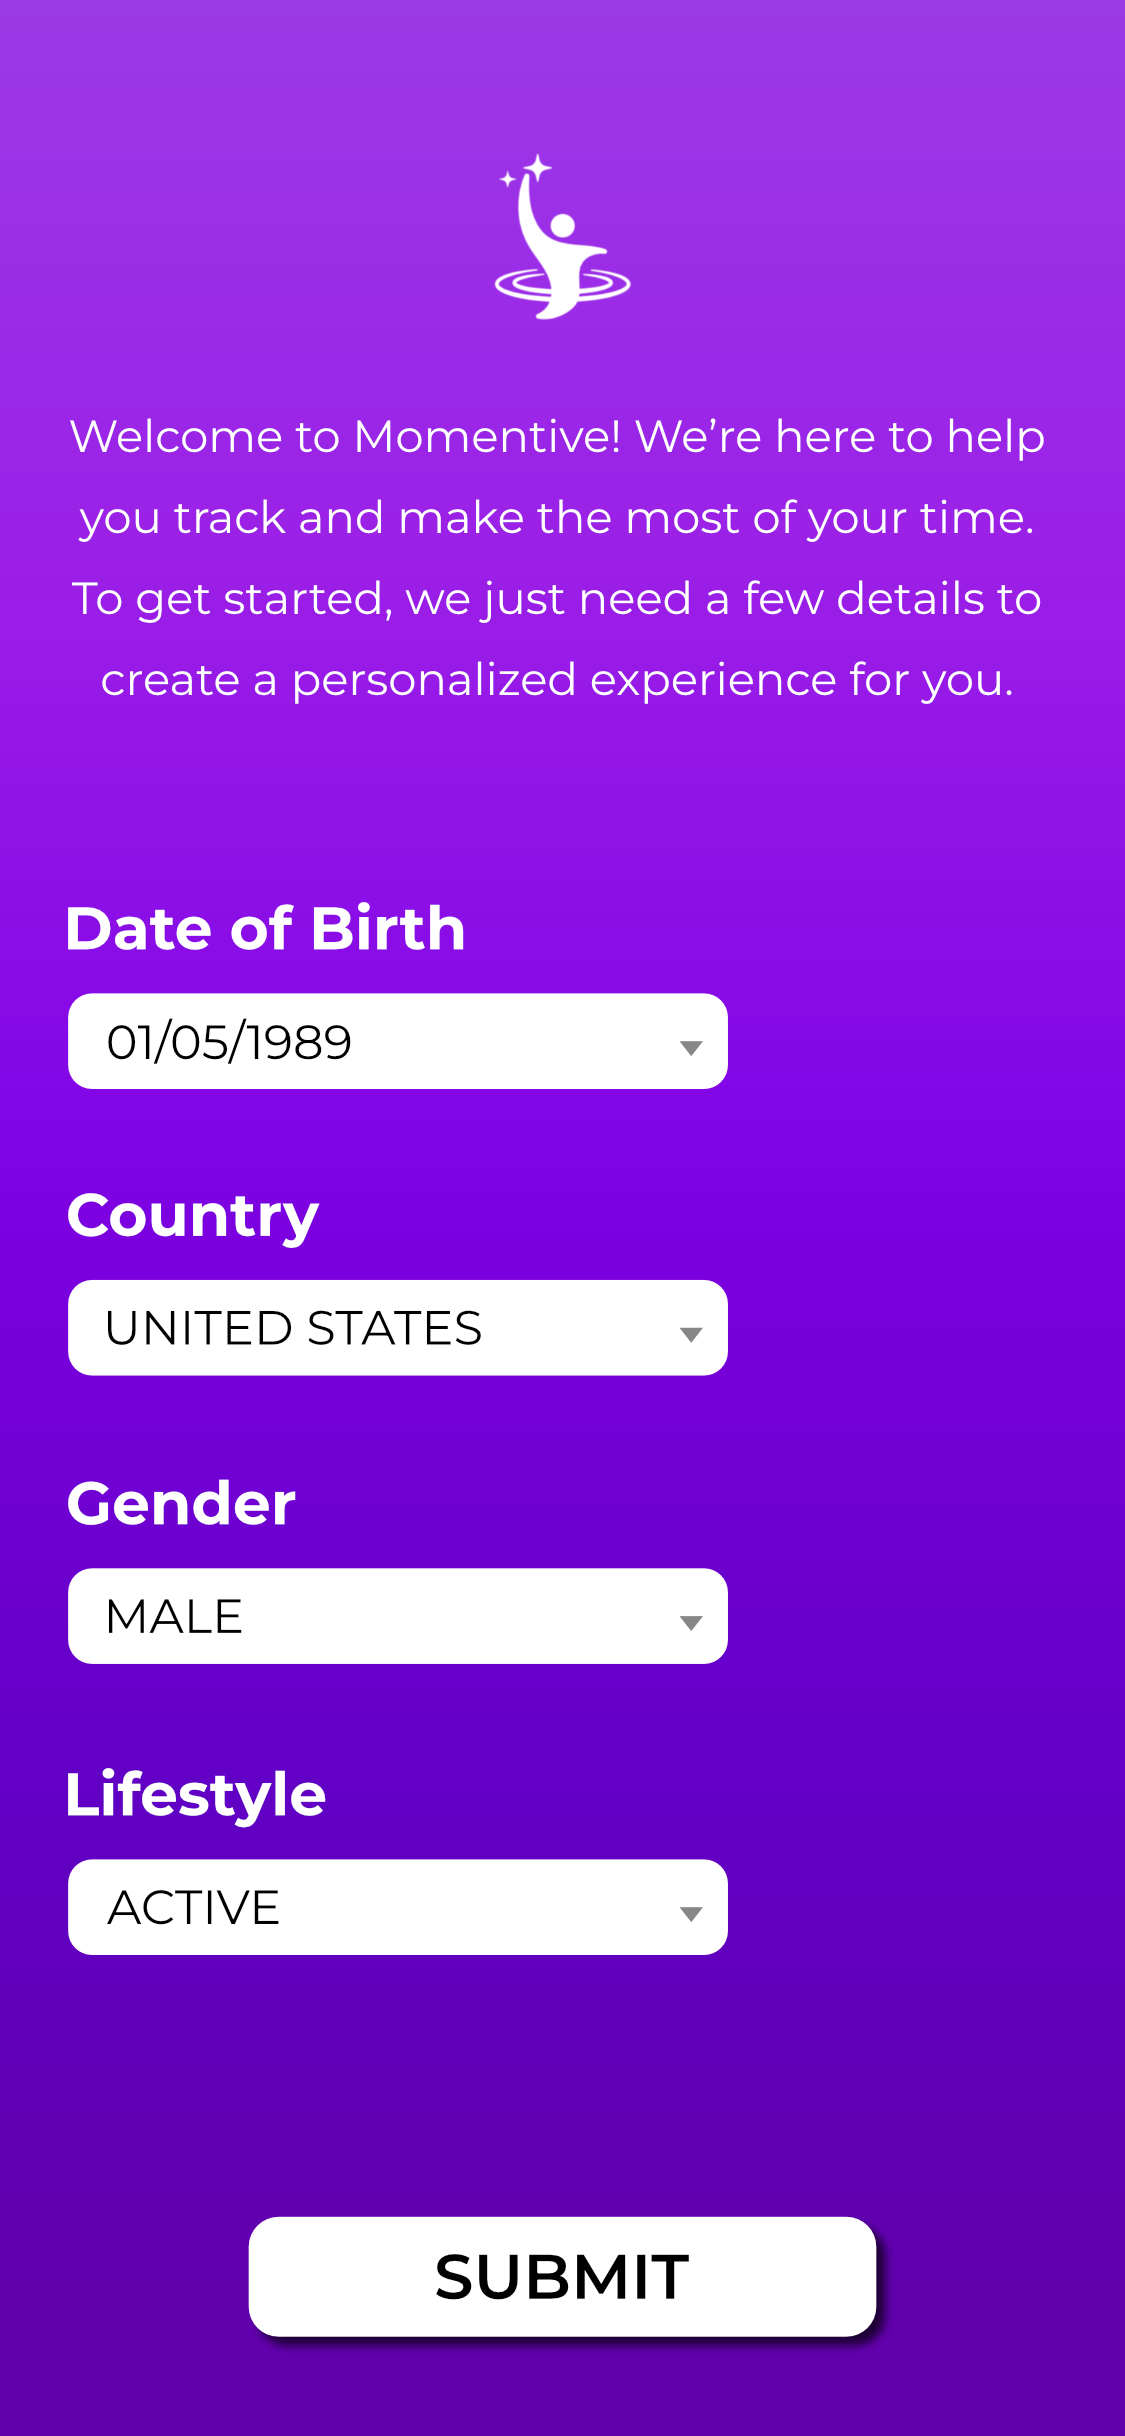 Welcome to Momentive! We’re here to help
you track and make the most of your time.
To get started, we just need a few details to
create a personalized experience for you.
Date of Birth
01/05/1989
Country
UNITED STATES
Gender
MALE
Lifestyle
ACTIVE
SUBMIT